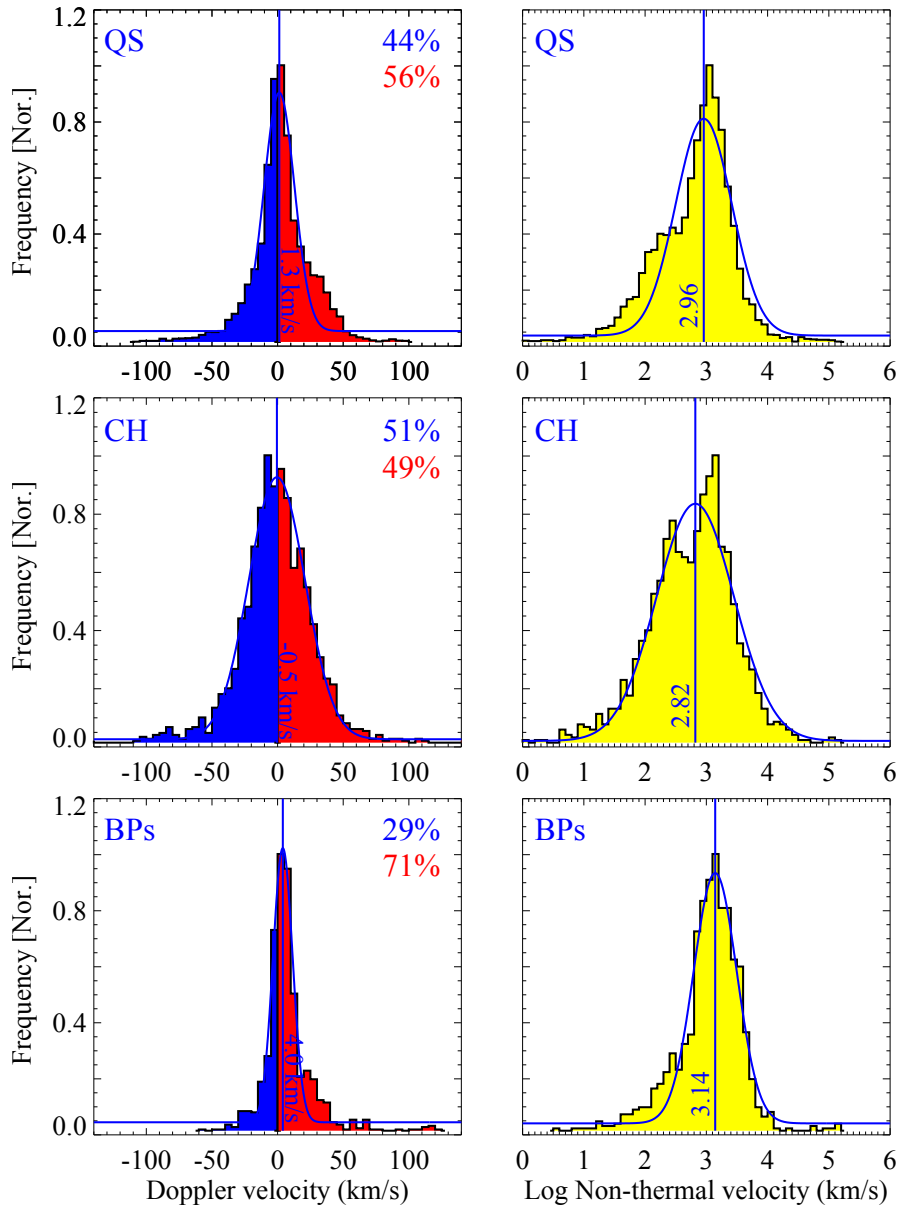 1.2
QS
44%
56%
0.8
0.4
0.0
Frequency [Nor.]
1.3 km/s
-100 -50 0 50 100
QS
2.96
0 1 2 3 4 5 6
1.2
CH
51%
49%
0.8
0.4
0.0
Frequency [Nor.]
-0.5 km/s
-100 -50 0 50 100
CH
2.82
0 1 2 3 4 5 6
1.2
BPs
29%
71%
0.8
0.4
0.0
Frequency [Nor.]
4.0 km/s
-100 -50 0 50 100
Doppler velocity (km/s)
BPs
3.14
0 1 2 3 4 5 6
Log Non-thermal velocity (km/s)